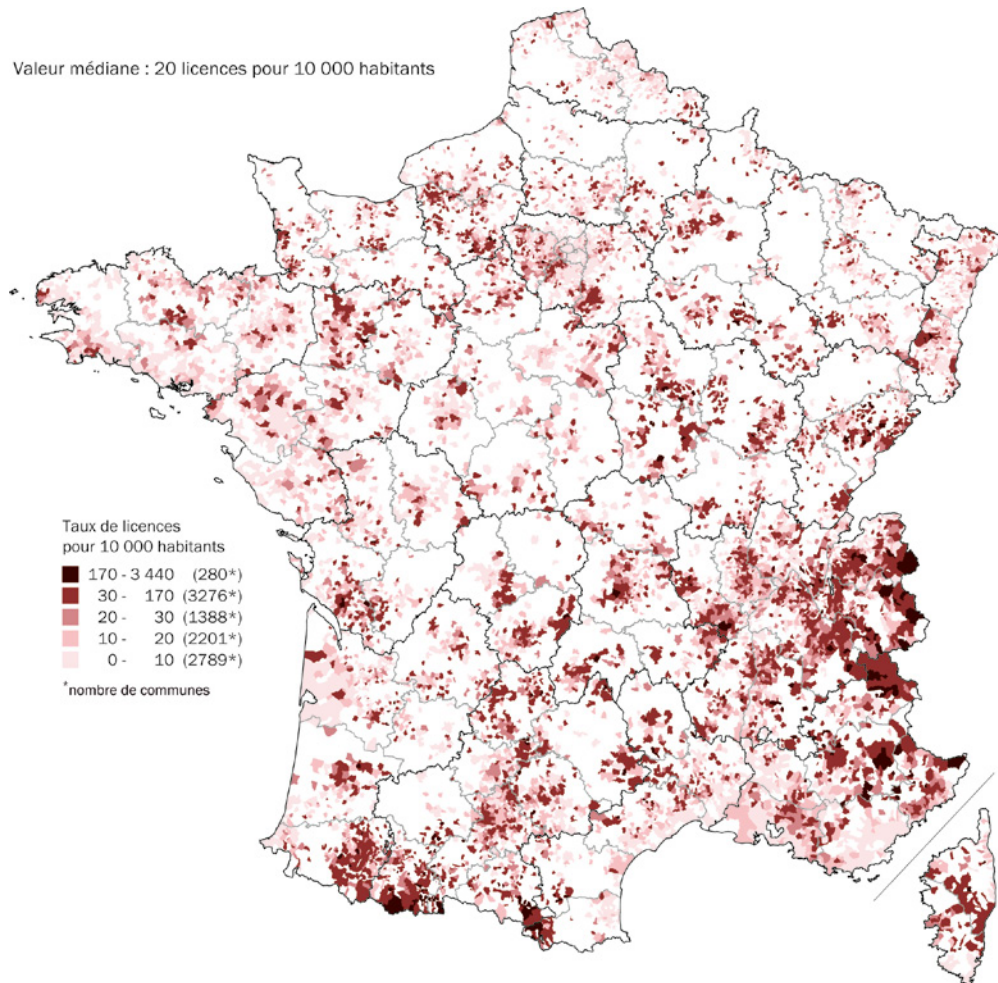 Valeur médiane : 20 licences pour 10 000 habitants
Taux de licences
pour 10 000 habitants
170 - 3 440 (280*)
30 - 170 (3276*)
20 - 30 (1388*)
10 - 20 (2201*)
0 - 10 (2789*)
*nombre de communes